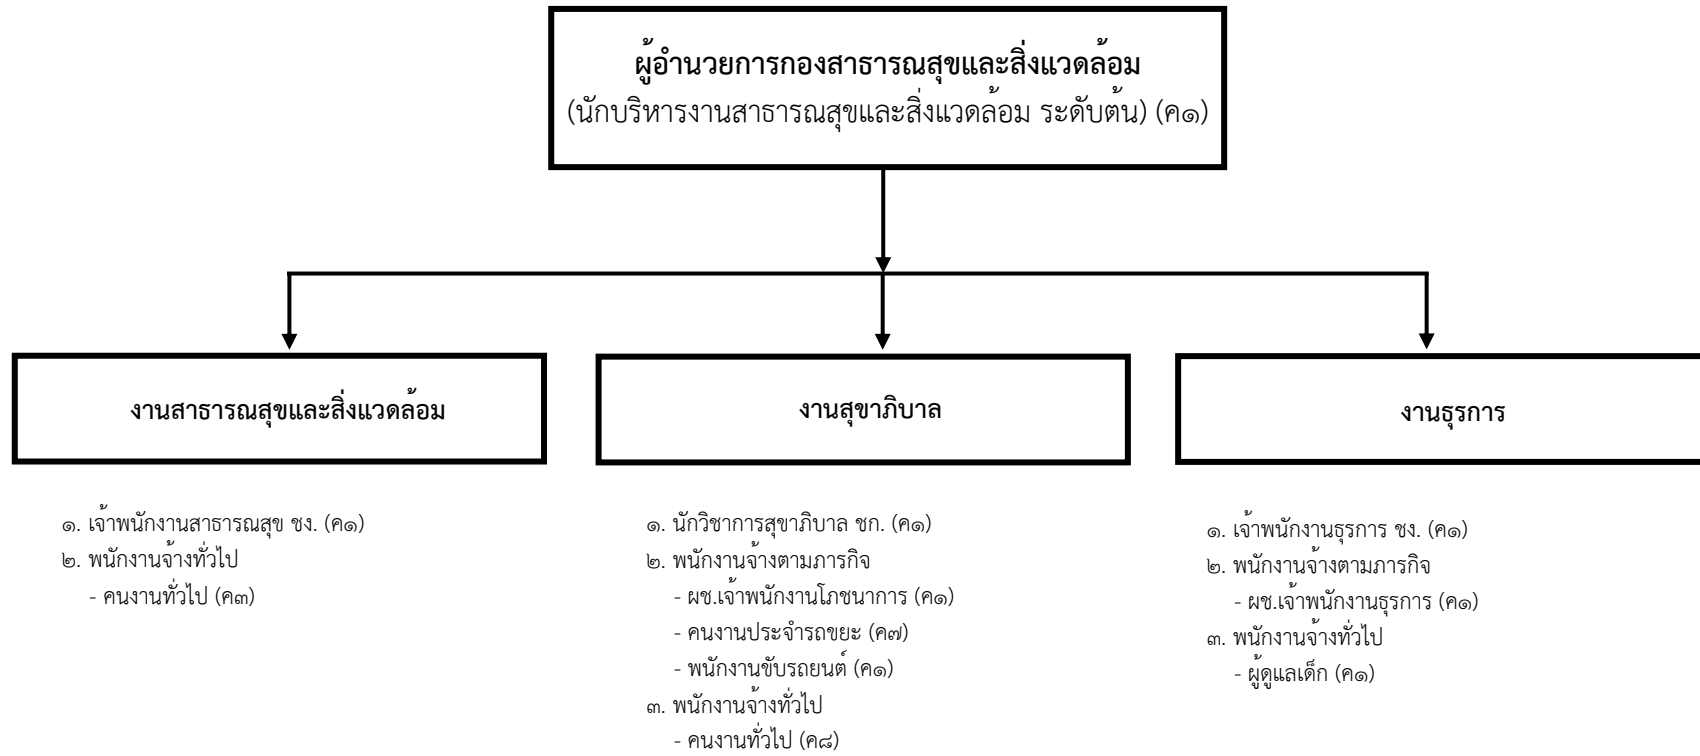 ผู้อำนวยการกองสาธารณสุขและสิ่งแวดล้อม
(นักบริหารงานสาธารณสุขและสิ่งแวดล้อม ระดับต้น) (ค๑)
งานสาธารณสุขและสิ่งแวดล้อม
๑. เจ้าพนักงานสาธารณสุข ชง. (ค๑)
๒. พนักงานจ้างทั่วไป
- คนงานทั่วไป (ค๓)
งานสุขาภิบาล
๑. นักวิชาการสุขาภิบาล ชก. (ค๑)
๒. พนักงานจ้างตามภารกิจ
- ผช.เจ้าพนักงานโภชนาการ (ค๑)
- คนงานประจำรถขยะ (ค๗)
- พนักงานขับรถยนต์ (ค๑)
๓. พนักงานจ้างทั่วไป
- คนงานทั่วไป (ค๘)
งานธุรการ
๑. เจ้าพนักงานธุรการ ชง. (ค๑)
๒. พนักงานจ้างตามภารกิจ
- ผช.เจ้าพนักงานธุรการ (ค๑)
๓. พนักงานจ้างทั่วไป
- ผู้ดูแลเด็ก (ค๑)